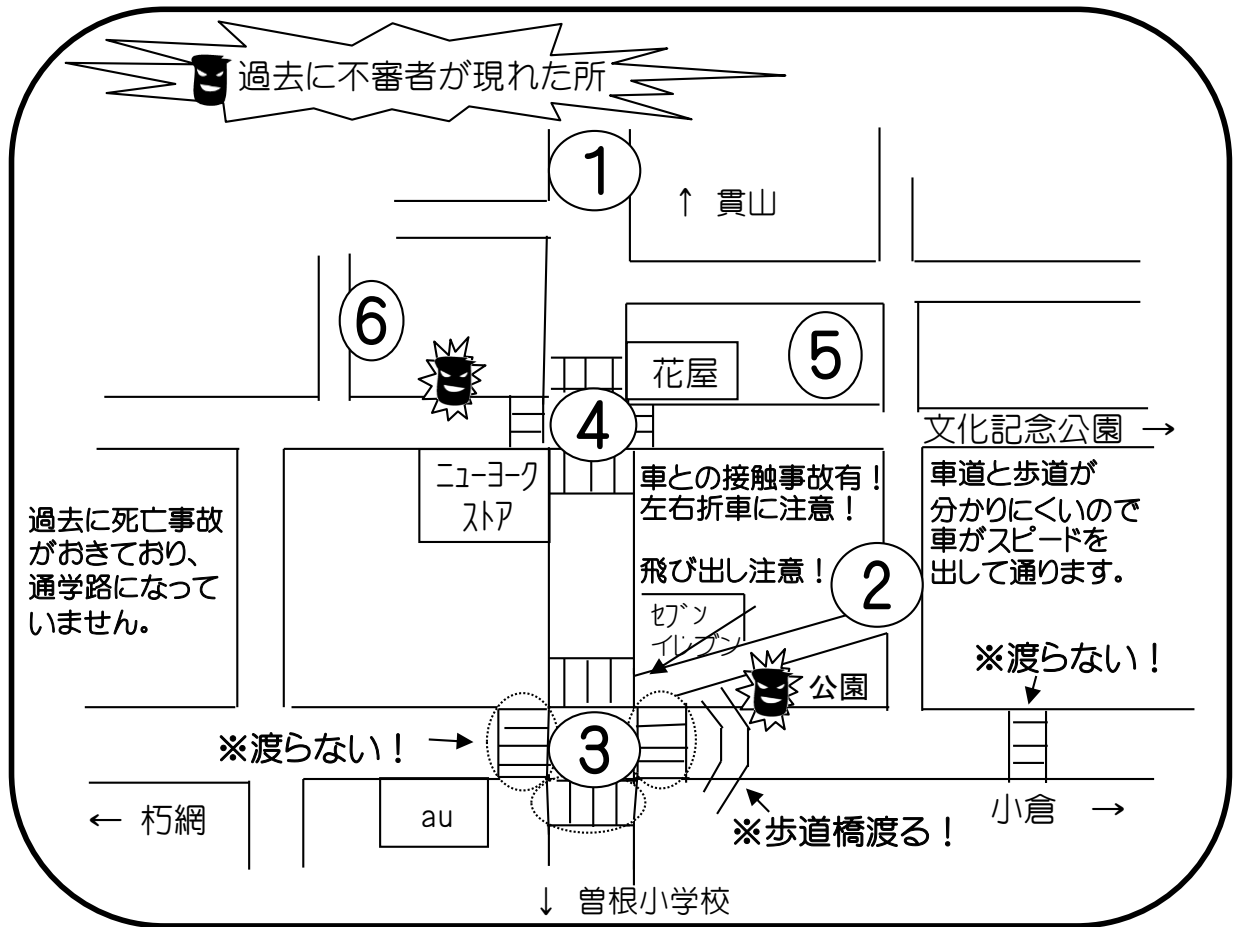 過去に不審者が現れた所
①
↑ 貫山
⑥
⑤
花屋
④
文化記念公園 →
ニューヨーク
ストア
車との接触事故有！
左右折車に注意！
飛び出し注意！
車道と歩道が
分かりにくいので
車がスピードを
出して通ります。
過去に死亡事故
がおきており、
通学路になって
いません。
②
セブン
イレブン
公園
※渡らない！
※渡らない！
③
← 朽網
au
※歩道橋渡る！
小倉 →
↓ 曽根小学校